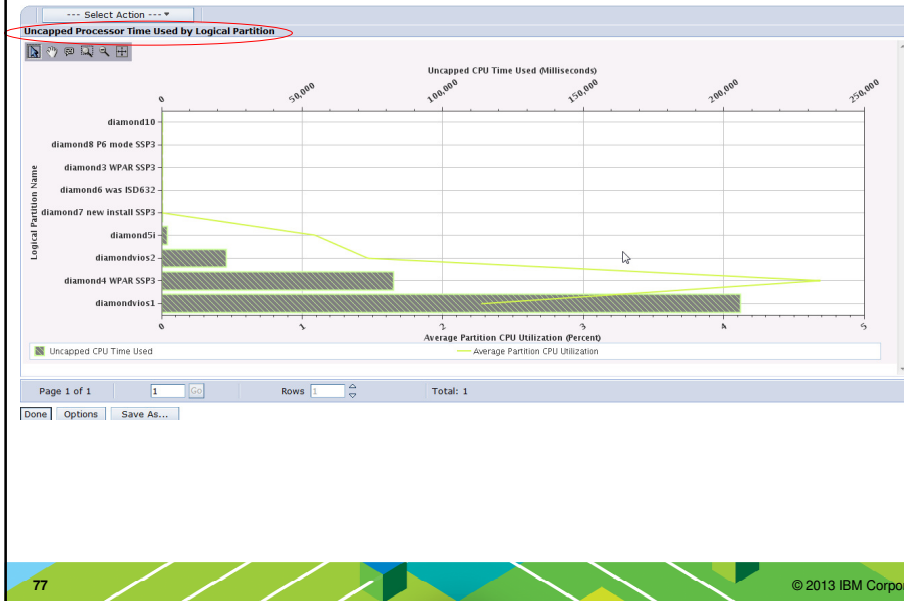 --- Select Action ---
Uncapped Processor Time Used by Logical Partition
Uncapped CPU Time Used (Milliseconds)
0 50,000 100,000 150,000 200,000 250,000
Logical Partition Name
diamond10
diamond8 P6 mode SSP3
diamond3 WPAR SSP3
diamond6 was ISD632
diamond7 new install SSP3
diamond5i
diamondvios2
diamond4 WPAR SSP3
diamondvios1
0 1 2 3 4 5
Average Partition CPU Utilization (Percent)
Uncapped CPU Time Used Average Partition CPU Utilization
Page 1 of 1 1 Go Rows 1 Total: 1
Done Options Save As...
77 © 2013 IBM Corpor